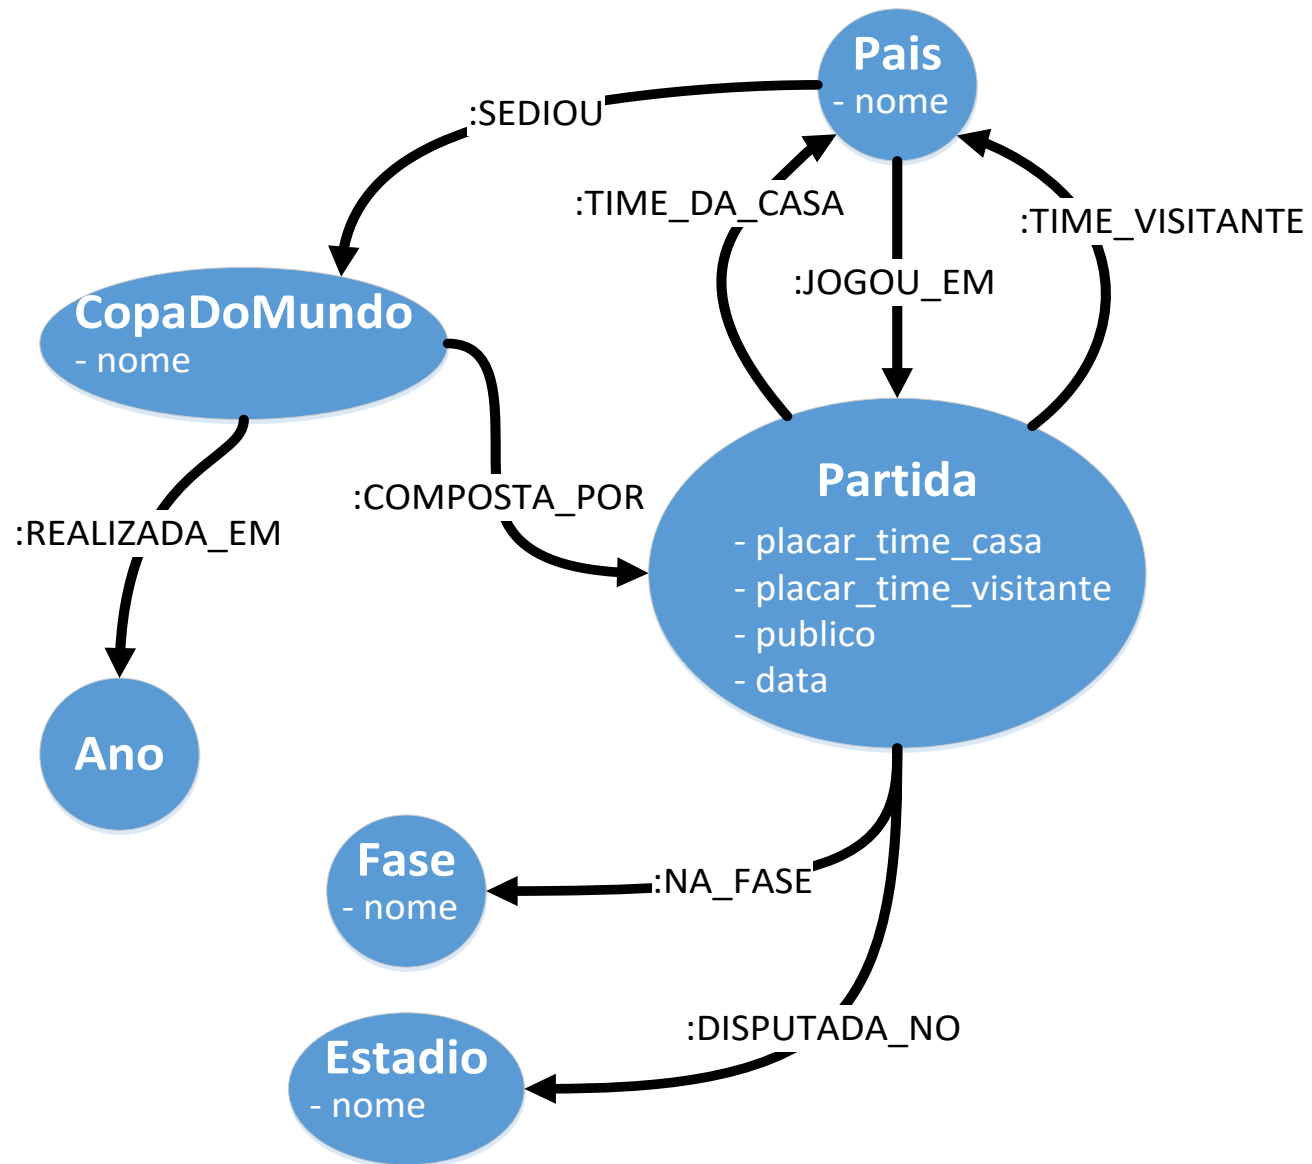 Pais
- nome
:SEDIOU
:TIME_DA_CASA
:TIME_VISITANTE
:JOGOU_EM
CopaDoMundo
- nome
:COMPOSTA_POR
:REALIZADA_EM
Partida
- placar_time_casa
- placar_time_visitante
- publico
- data
Ano
Fase
- nome
:NA_FASE
:DISPUTADA_NO
Estadio
- nome